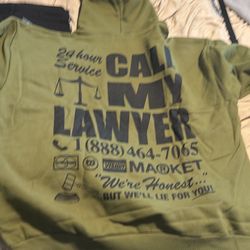 24 hour
Service
CALL
MY
LAWYER
1 (888) 464-7065
MARKET
"We're Honest...
BUT WE'LL LIE FOR YOU!